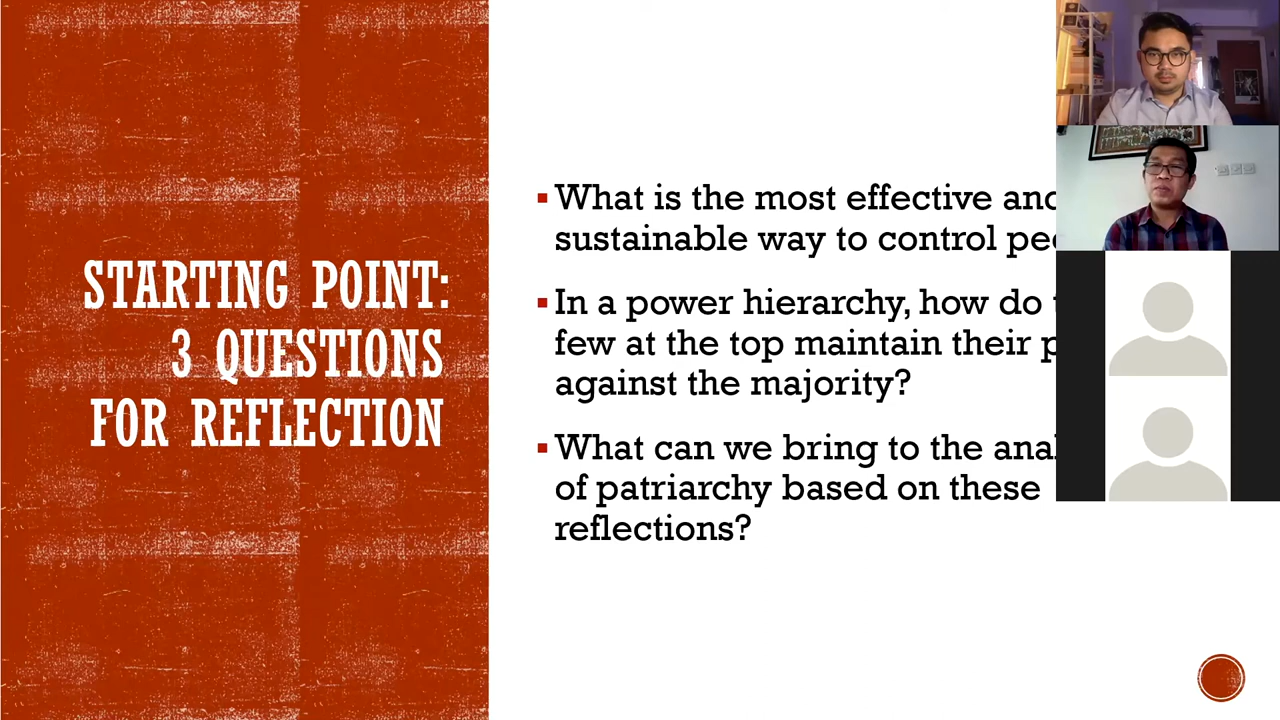 STARTING POINT:
3 QUESTIONS
FOR REFLECTION
What is the most effective and
sustainable way to control
In a power hierarchy, how do
few at the top maintain their
against the majority?
What can we bring to the
of patriarchy based on these
reflections?